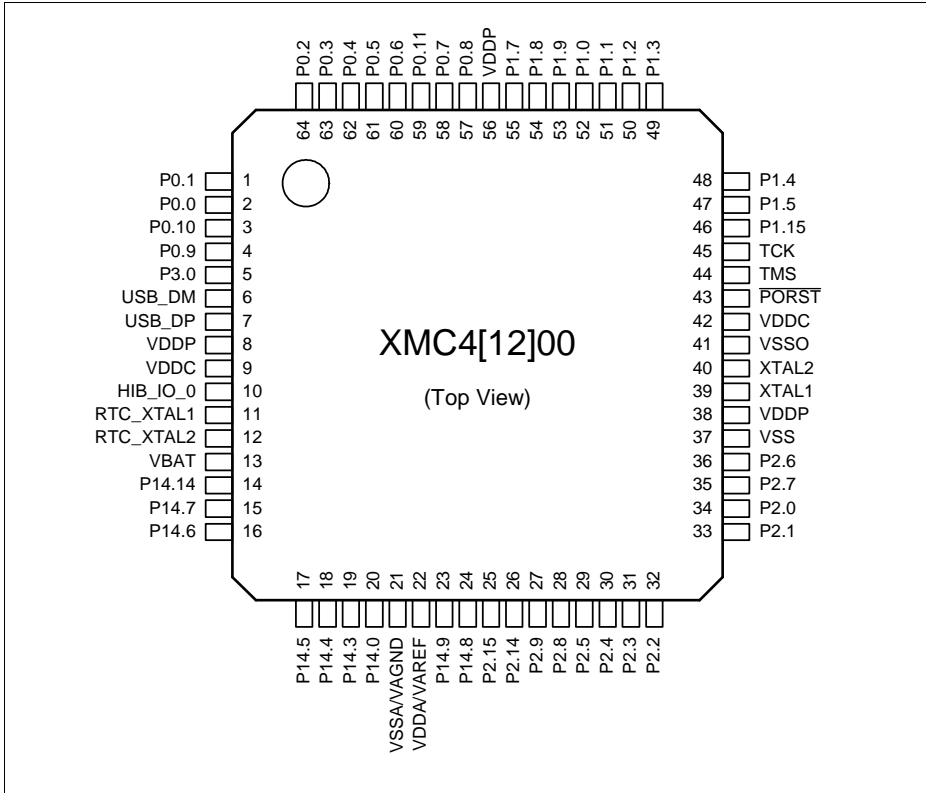 P0.2 P0.3 P0.4 P0.5 P0.6 P0.11 P0.7 P0.8 VDDP P1.7 P1.8 P1.9 P1.0 P1.1 P1.2 P1.3
64 63 62 61 60 59 58 57 56 55 54 53 52 51 50 49
P0.1 1
P0.0 2
P0.10 3
P0.9 4
P3.0 5
USB_DM 6
USB_DP 7
VDDP 8
VDDC 9
HIB_IO_0 10
RTC_XTAL1 11
RTC_XTAL2 12
VBAT 13
P14.14 14
P14.7 15
P14.6 16
XMC4[12]00
(Top View)
48 P1.4
47 P1.5
46 P1.15
45 TCK
44 TMS
43 PORST
42 VDDC
41 VSSO
40 XTAL2
39 XTAL1
38 VDDP
37 VSS
36 P2.6
35 P2.7
34 P2.0
33 P2.1
17 18 19 20 21 22 23 24 25 26 27 28 29 30 31 32
P14.5 P14.4 P14.3 P14.0 VSSA/VAGND VDDA/VAREF P14.9 P14.8 P2.15 P2.14 P2.9 P2.8 P2.5 P2.4 P2.3 P2.2